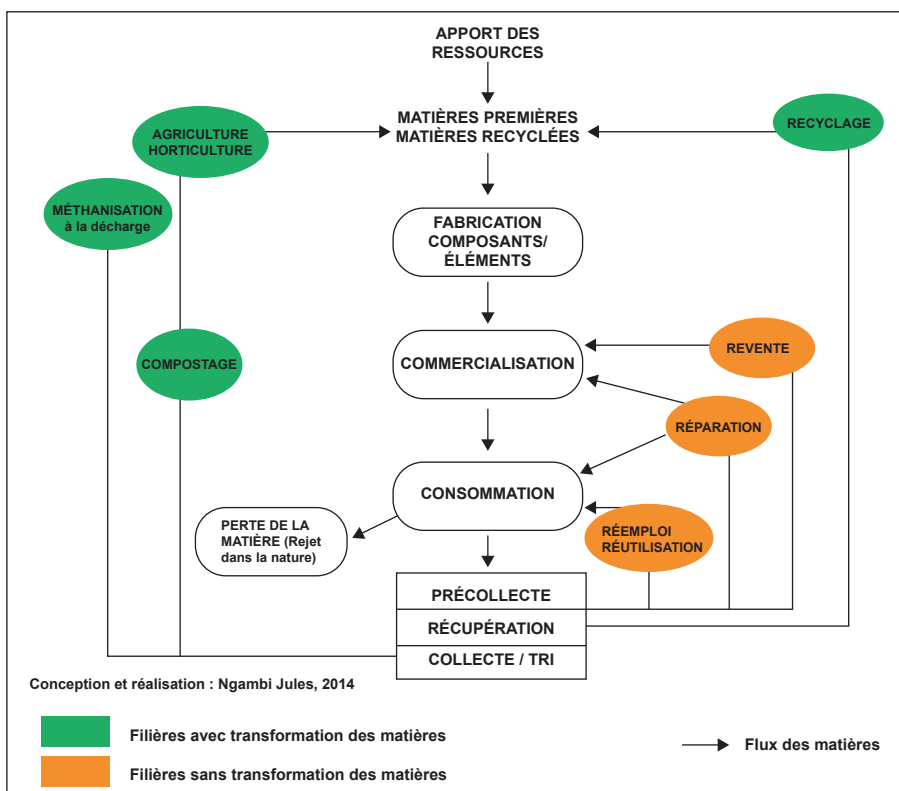 APPORT DES
RESSOURCES
MATIÈRES PREMIÈRES
MATIÈRES RECYCLÉES
AGRICULTURE
HORTICULTURE
RECYCLAGE
MÉTHANISATION
à la décharge
FABRICATION
COMPOSANTS/
ÉLÉMENTS
COMPOSTAGE
COMMERCIALISATION
REVENTE
RÉPARATION
CONSOMMATION
PERTE DE LA
MATIÈRE (Rejet
dans la nature)
RÉEMPLOI
RÉUTILISATION
PRÉCOLLECTE
RÉCUPÉRATION
COLLECTE / TRI
Conception et réalisation : Ngambi Jules, 2014
Filières avec transformation des matières
Filières sans transformation des matières
Flux des matières